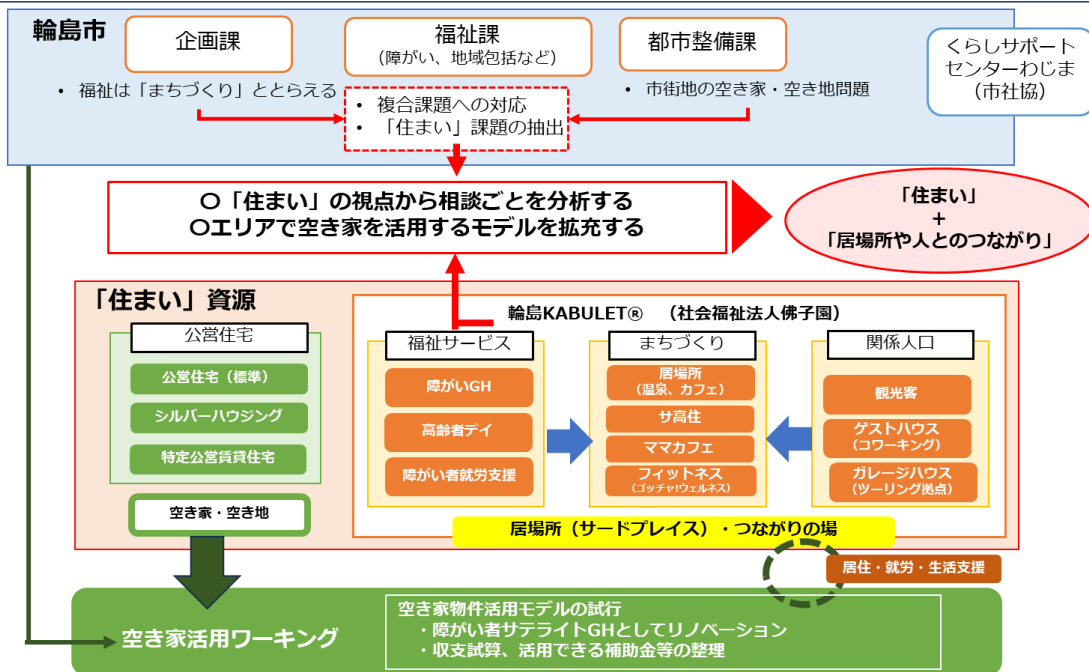 輪島市
企画課
・ 福祉は「まちづくり」ととらえる
福祉課
(障がい、地域包括など)
・ 複合課題への対応
・ 「住まい」課題の抽出
都市整備課
・ 市街地の空き家・空き地問題
くらしサポート
センターわじま
（市社協）
〇「住まい」の視点から相談ごとを分析する
〇エリアで空き家を活用するモデルを拡充する
「住まい」
+
「居場所や人とのつながり」
「住まい」資源
公営住宅
公営住宅（標準）
シルバーハウジング
特定公営賃貸住宅
空き家・空き地
輪島KABULET®　（社会福祉法人佛子園）
福祉サービス
障がいGH
高齢者デイ
障がい者就労支援
まちづくり
居場所
（温泉、カフェ）
サ高住
ママカフェ
フィットネス
（ゴッチャ!ウェルネス）
関係人口
観光客
ゲストハウス
（コワーキング）
ガレージハウス
（ツーリング拠点）
居場所（サードプレイス）・つながりの場
居住・就労・生活支援
空き家活用ワーキング
空き家物件活用モデルの試行
・障がい者サテライトGHとしてリノベーション
・収支試算、活用できる補助金等の整理